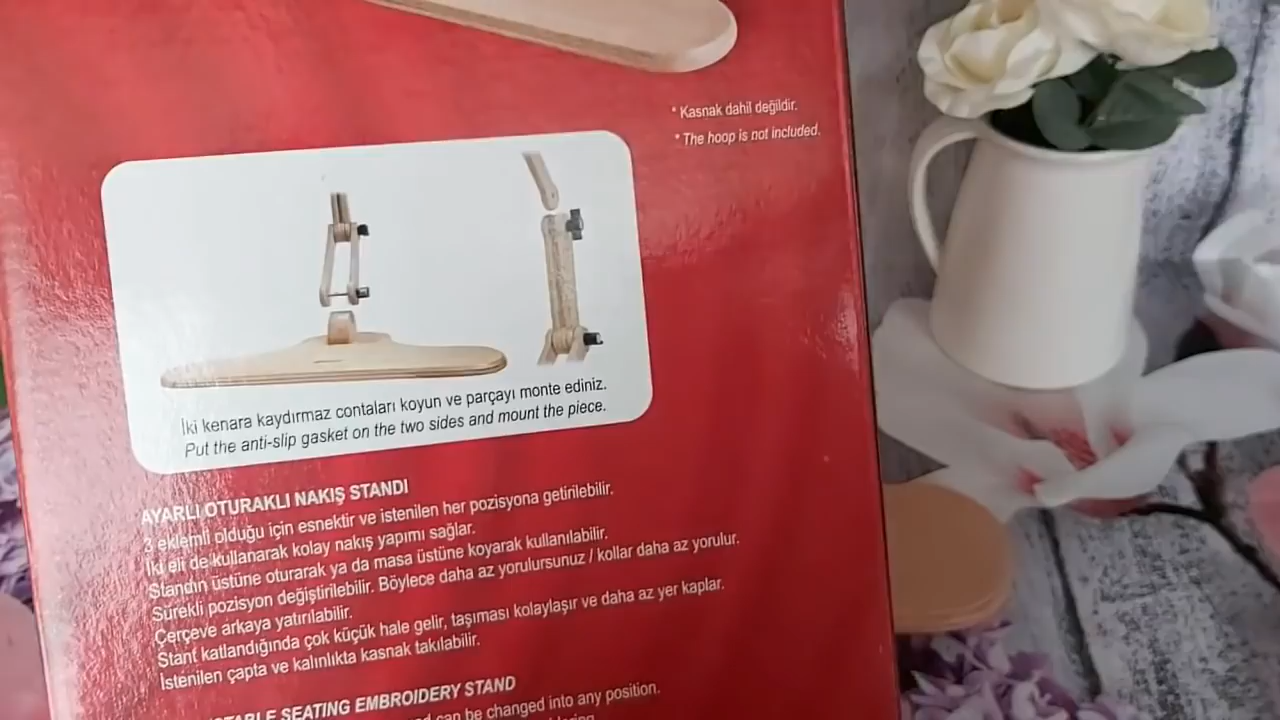 * Kasnak dahil değildir.
* The hoop is not included.
İki kenara kaydırmaz contaları koyun ve parçayı monte ediniz.
Put the anti-slip gasket on the two sides and mount the piece.
AYARLI OTURAKLI NAKIŞ STANDI
3 eklemli olduğu için esnektir ve istenilen her pozisyona getirilebilir.
İki eli de kullanarak kolay nakış yapımı sağlar.
Standın üstüne oturarak ya da masa üstüne koyarak kullanılabilir.
Sürekli pozisyon değiştirilebilir. Böylece daha az yorulursunuz / kollar daha az yorulur.
Çerçeve arkaya yatırılabilir.
Stant katlandığında çok küçük hale gelir, taşıması kolaylaşır ve daha az yer kaplar.
İstenilen çapta ve kalınlıkta kasnak takılabilir.
SEATING EMBROIDERY STAND
can be changed into any position.